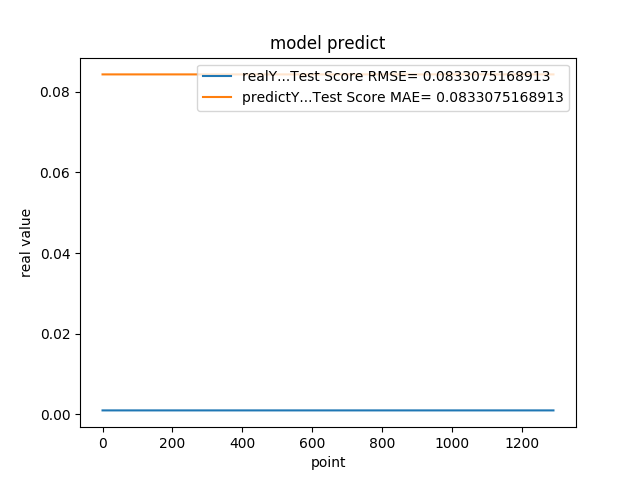 model predict
realY...Test Score RMSE= 0.0833075168913
predictY...Test Score MAE= 0.0833075168913
0.08
0.06
0.04
0.02
0.00
real value
0 200 400 600 800 1000 1200
point